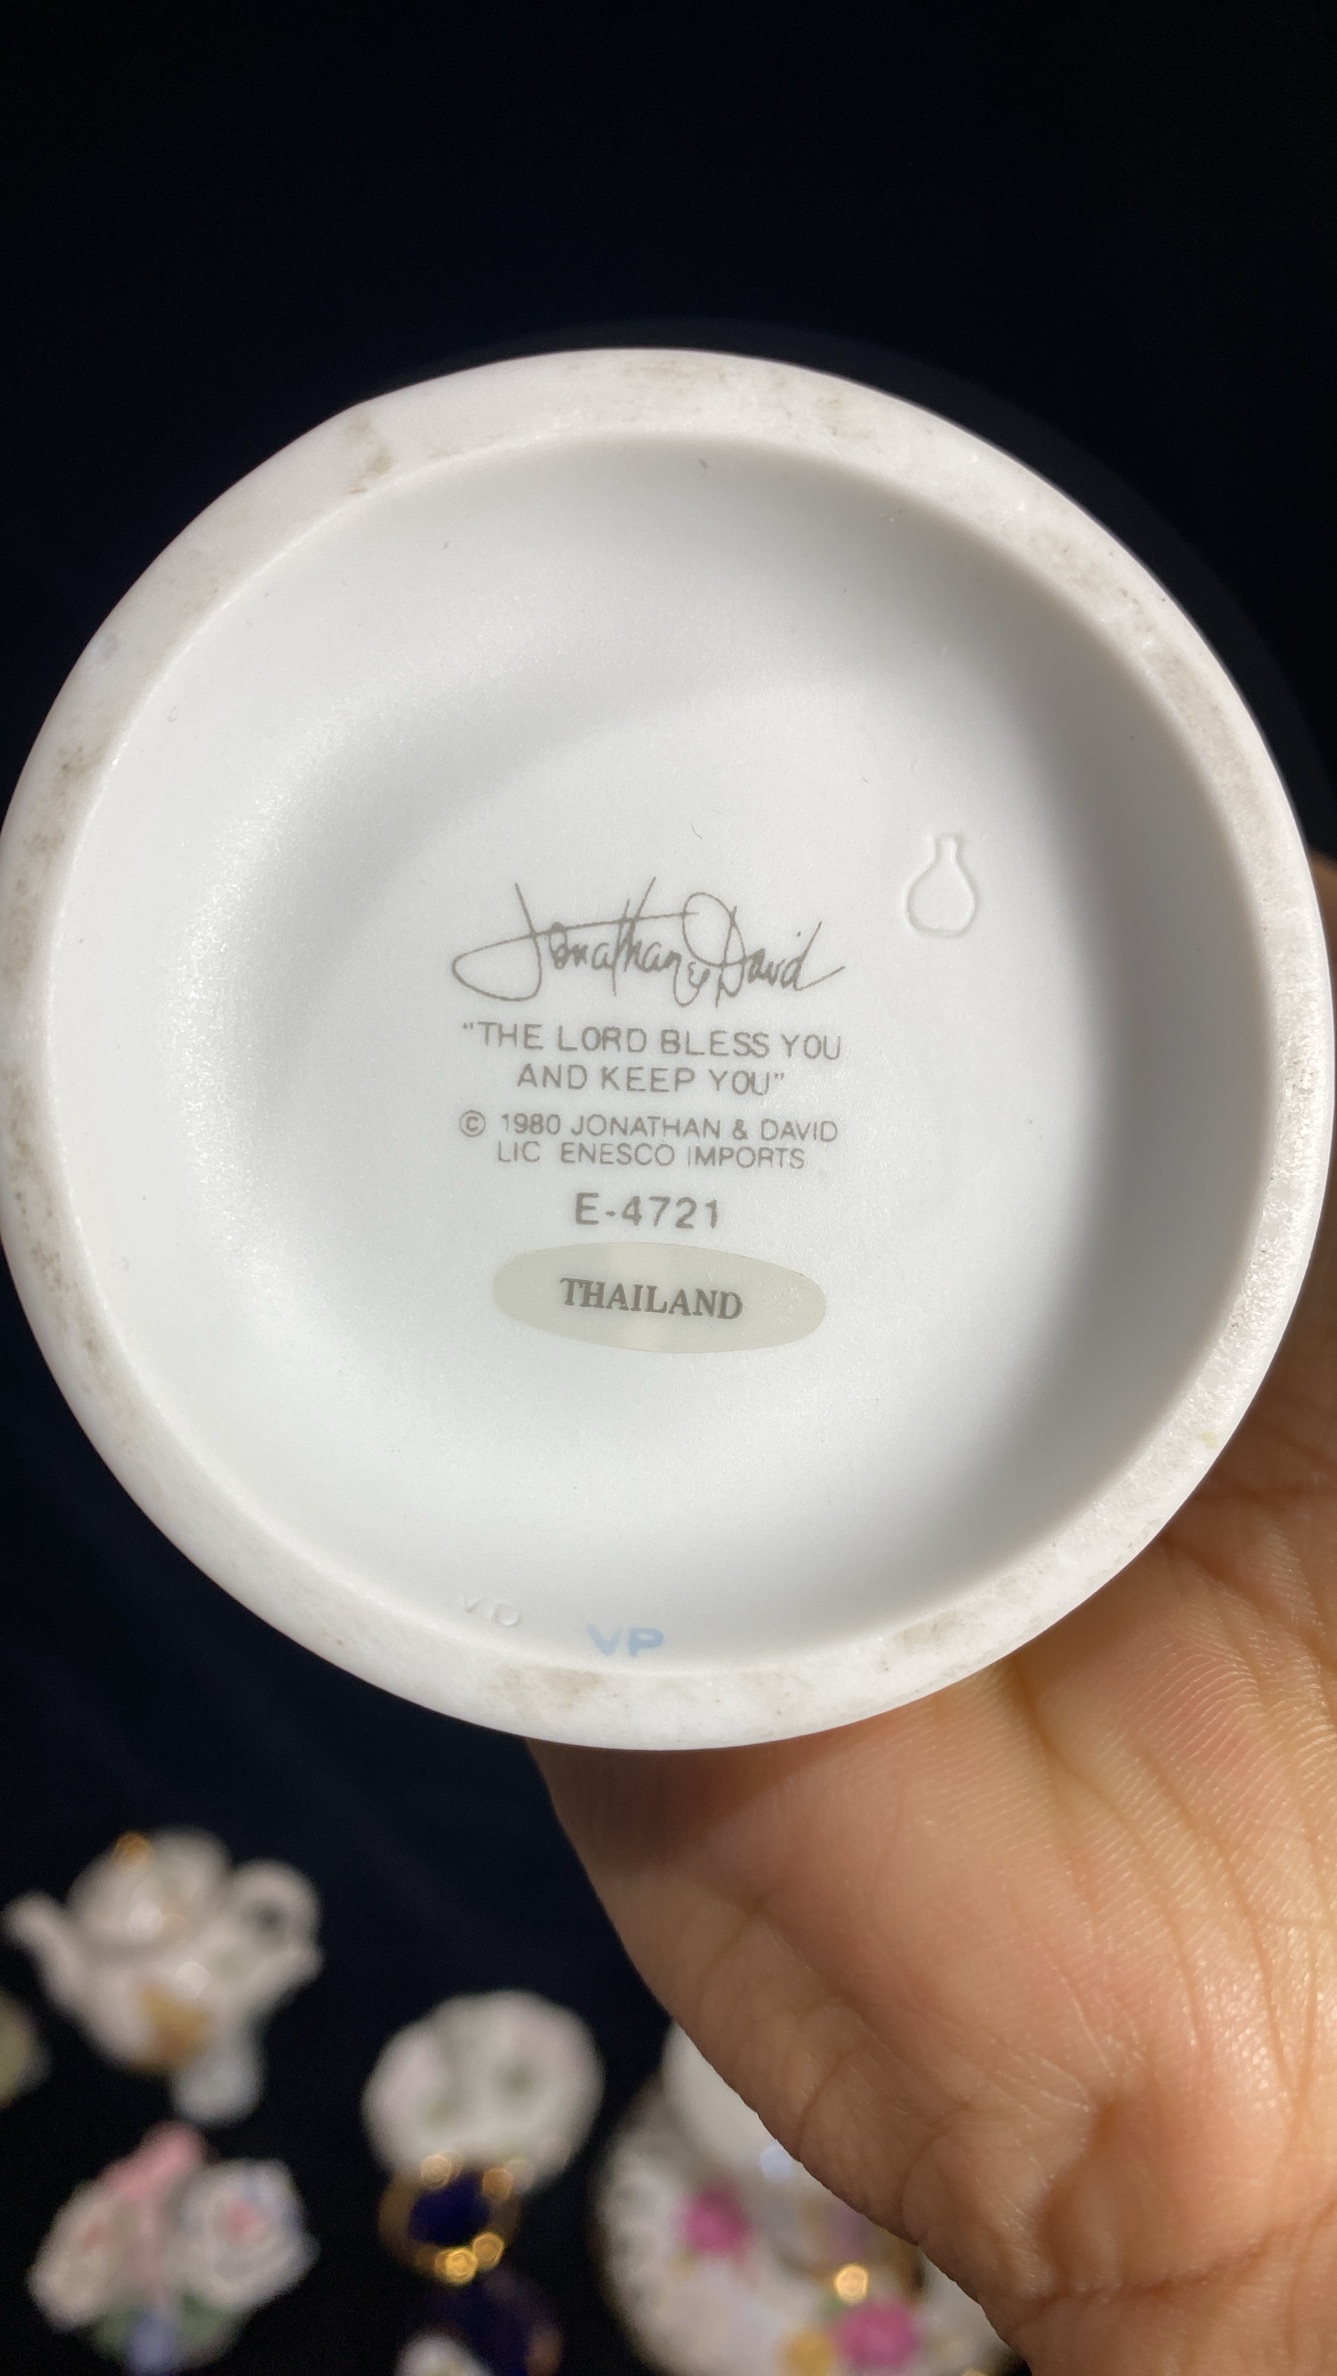 Jonathan & David
"THE LORD BLESS YOU
AND KEEP YOU"
© 1980 JONATHAN & DAVID
LIC ENESCO IMPORTS
E-4721
THAILAND
VP